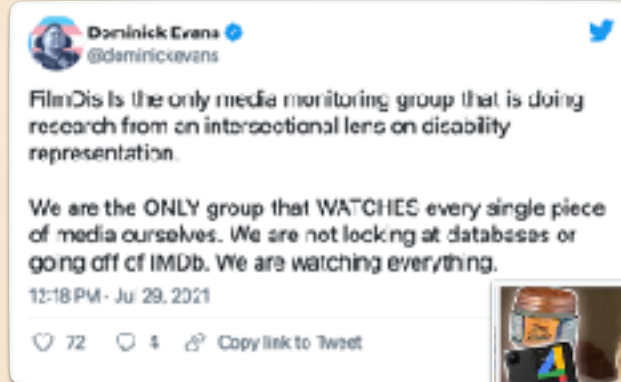 Dominick Evans
@dominickevans
FilmDis Is the only media monitoring group that is doing
research from an intersectional lens on disability
representation.
We are the ONLY group that WATCHES every single piece
of media ourselves. We are not looking at databases or
going off of IMDb. We are watching everything.
12:18 PM · Jul 29, 2021
72 4 Copy link to Tweet